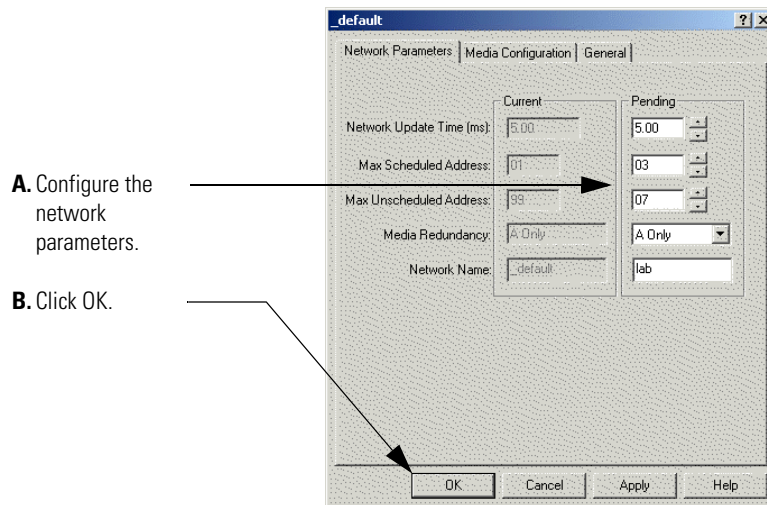 _default
Network Parameters
Media Configuration
General
Current
Pending
Network Update Time (ms):
5.00
5.00
Max Scheduled Address:
01
03
Max Unscheduled Address:
99
07
Media Redundancy:
A Only
A Only
Network Name:
_default
lab
A. Configure the
network
parameters.
B. Click OK.
OK
Cancel
Apply
Help